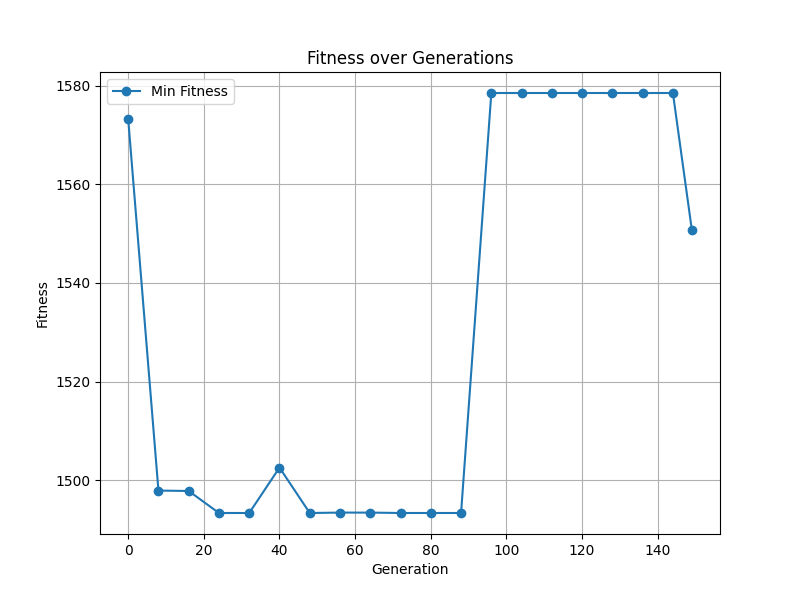 Fitness over Generations
Min Fitness
Fitness
1580
1560
1540
1520
1500
0 20 40 60 80 100 120 140
Generation